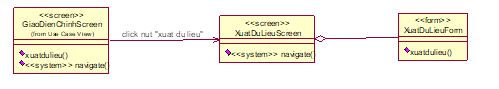 <<screen>>
GiaoDienChinhScreen
(from Use Case View)
xuatdulieu()
<<system>> navigate()
click nut "xuat du lieu"
<<screen>>
XuatDuLieuScreen
<<system>> navigate()
<<form>>
XuatDuLieuForm
xuatdulieu()